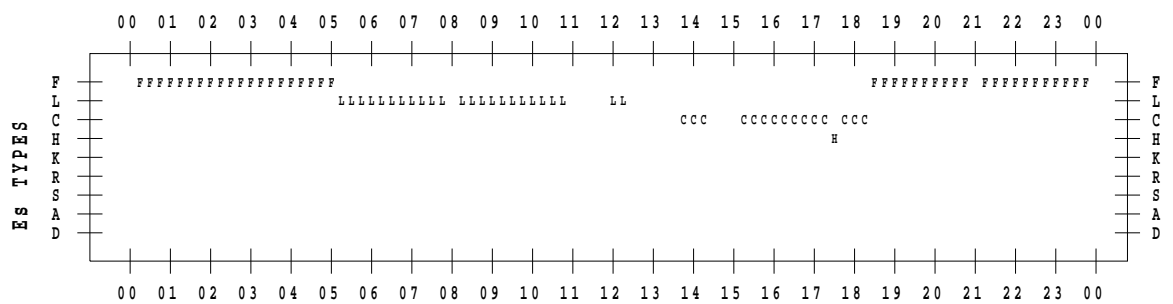 00 01 02 03 04 05 06 07 08 09 10 11 12 13 14 15 16 17 18 19 20 21 22 23 00
F FFFFFFFFFFFFFFFFFFFF FFFFFFFFFF FFFFFFFFFFF F
L LLLLLLLLLLL LLLLLLLLLLL LL L
C CCC CCCCCCCCC CCC C
H H H
K K
R R
S S
A A
D D
Es TYPES
00 01 02 03 04 05 06 07 08 09 10 11 12 13 14 15 16 17 18 19 20 21 22 23 00